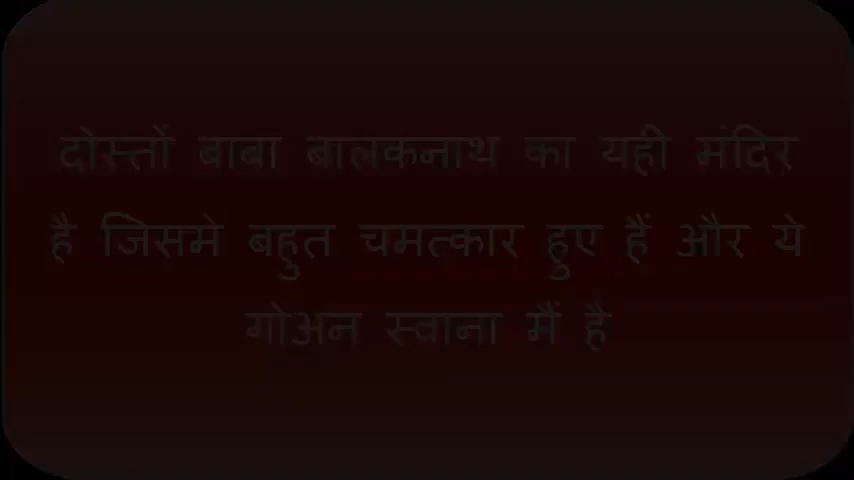 दोस्तों बाबा बालकनाथ का यही मंदिर
है जिसमे बहुत चमत्कार हुए हैं और ये
गोअन स्वाना मैं है